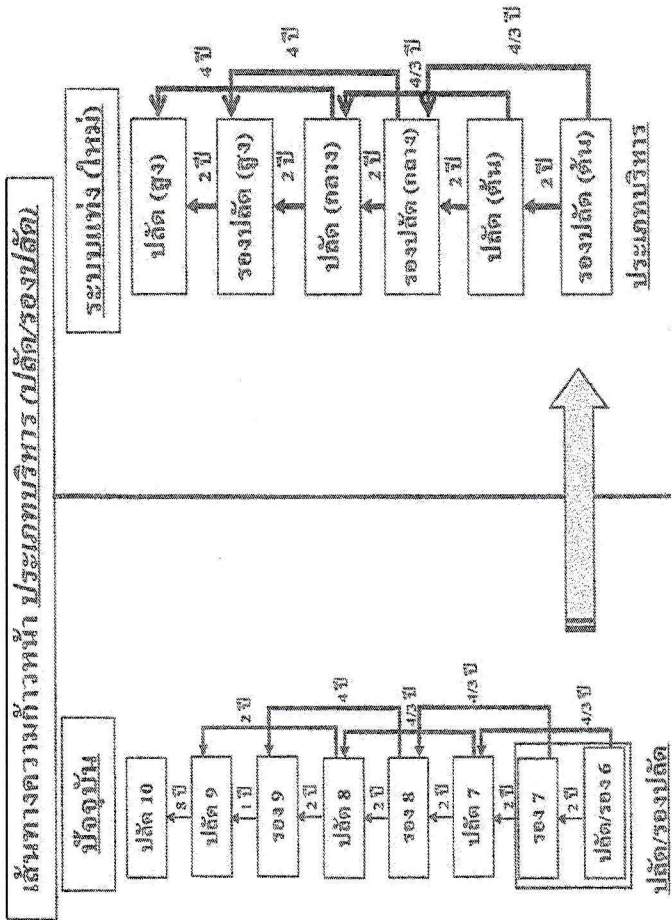 เส้นทางความก้าวหน้า ประเภทบริหาร (ปลัด/รองปลัด)
ปัจจุบัน
ปลัด 10
3 ปี
ปลัด 9
1 ปี
รอง 9
2 ปี
ปลัด 8
2 ปี
รอง 8
2 ปี
ปลัด 7
2 ปี
รอง 7
2 ปี
ปลัด/รอง 6
2 ปี
4 ปี
4/3 ปี
4/3 ปี
4/3 ปี
ปลัด/รองปลัด
ระบบแท่ง (ใหม่)
ปลัด (สูง)
2 ปี
รองปลัด (สูง)
2 ปี
ปลัด (กลาง)
2 ปี
รองปลัด (กลาง)
2 ปี
ปลัด (ต้น)
2 ปี
รองปลัด (ต้น)
4 ปี
4 ปี
4/3 ปี
4/3 ปี
ประเภทบริหาร